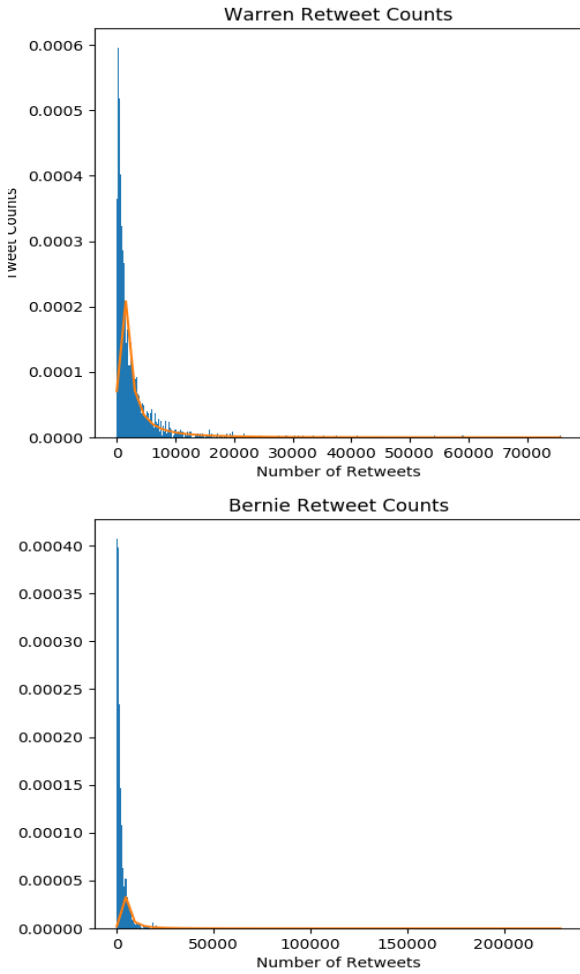 Warren Retweet Counts
0.0006
0.0005
0.0004
0.0003
0.0002
0.0001
0.0000
Tweet Counts
0 10000 20000 30000 40000 50000 60000 70000
Number of Retweets
Bernie Retweet Counts
0.00040
0.00035
0.00030
0.00025
0.00020
0.00015
0.00010
0.00005
0.00000
0 50000 100000 150000 200000
Number of Retweets